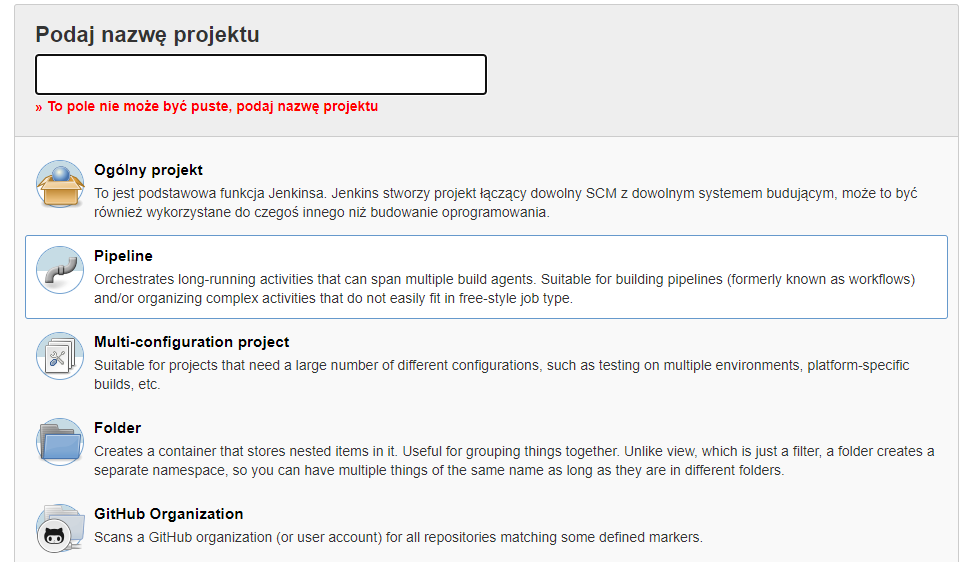 Podaj nazwę projektu
» To pole nie może być puste, podaj nazwę projektu
Ogólny projekt
To jest podstawowa funkcja Jenkinsa. Jenkins stworzy projekt łączący dowolny SCM z dowolnym systemem budującym, może to być
również wykorzystane do czegoś innego niż budowanie oprogramowania.
Pipeline
Orchestrates long-running activities that can span multiple build agents. Suitable for building pipelines (formerly known as workflows)
and/or organizing complex activities that do not easily fit in free-style job type.
Multi-configuration project
Suitable for projects that need a large number of different configurations, such as testing on multiple environments, platform-specific
builds, etc.
Folder
Creates a container that stores nested items in it. Useful for grouping things together. Unlike view, which is just a filter, a folder creates a
separate namespace, so you can have multiple things of the same name as long as they are in different folders.
GitHub Organization
Scans a GitHub organization (or user account) for all repositories matching some defined markers.